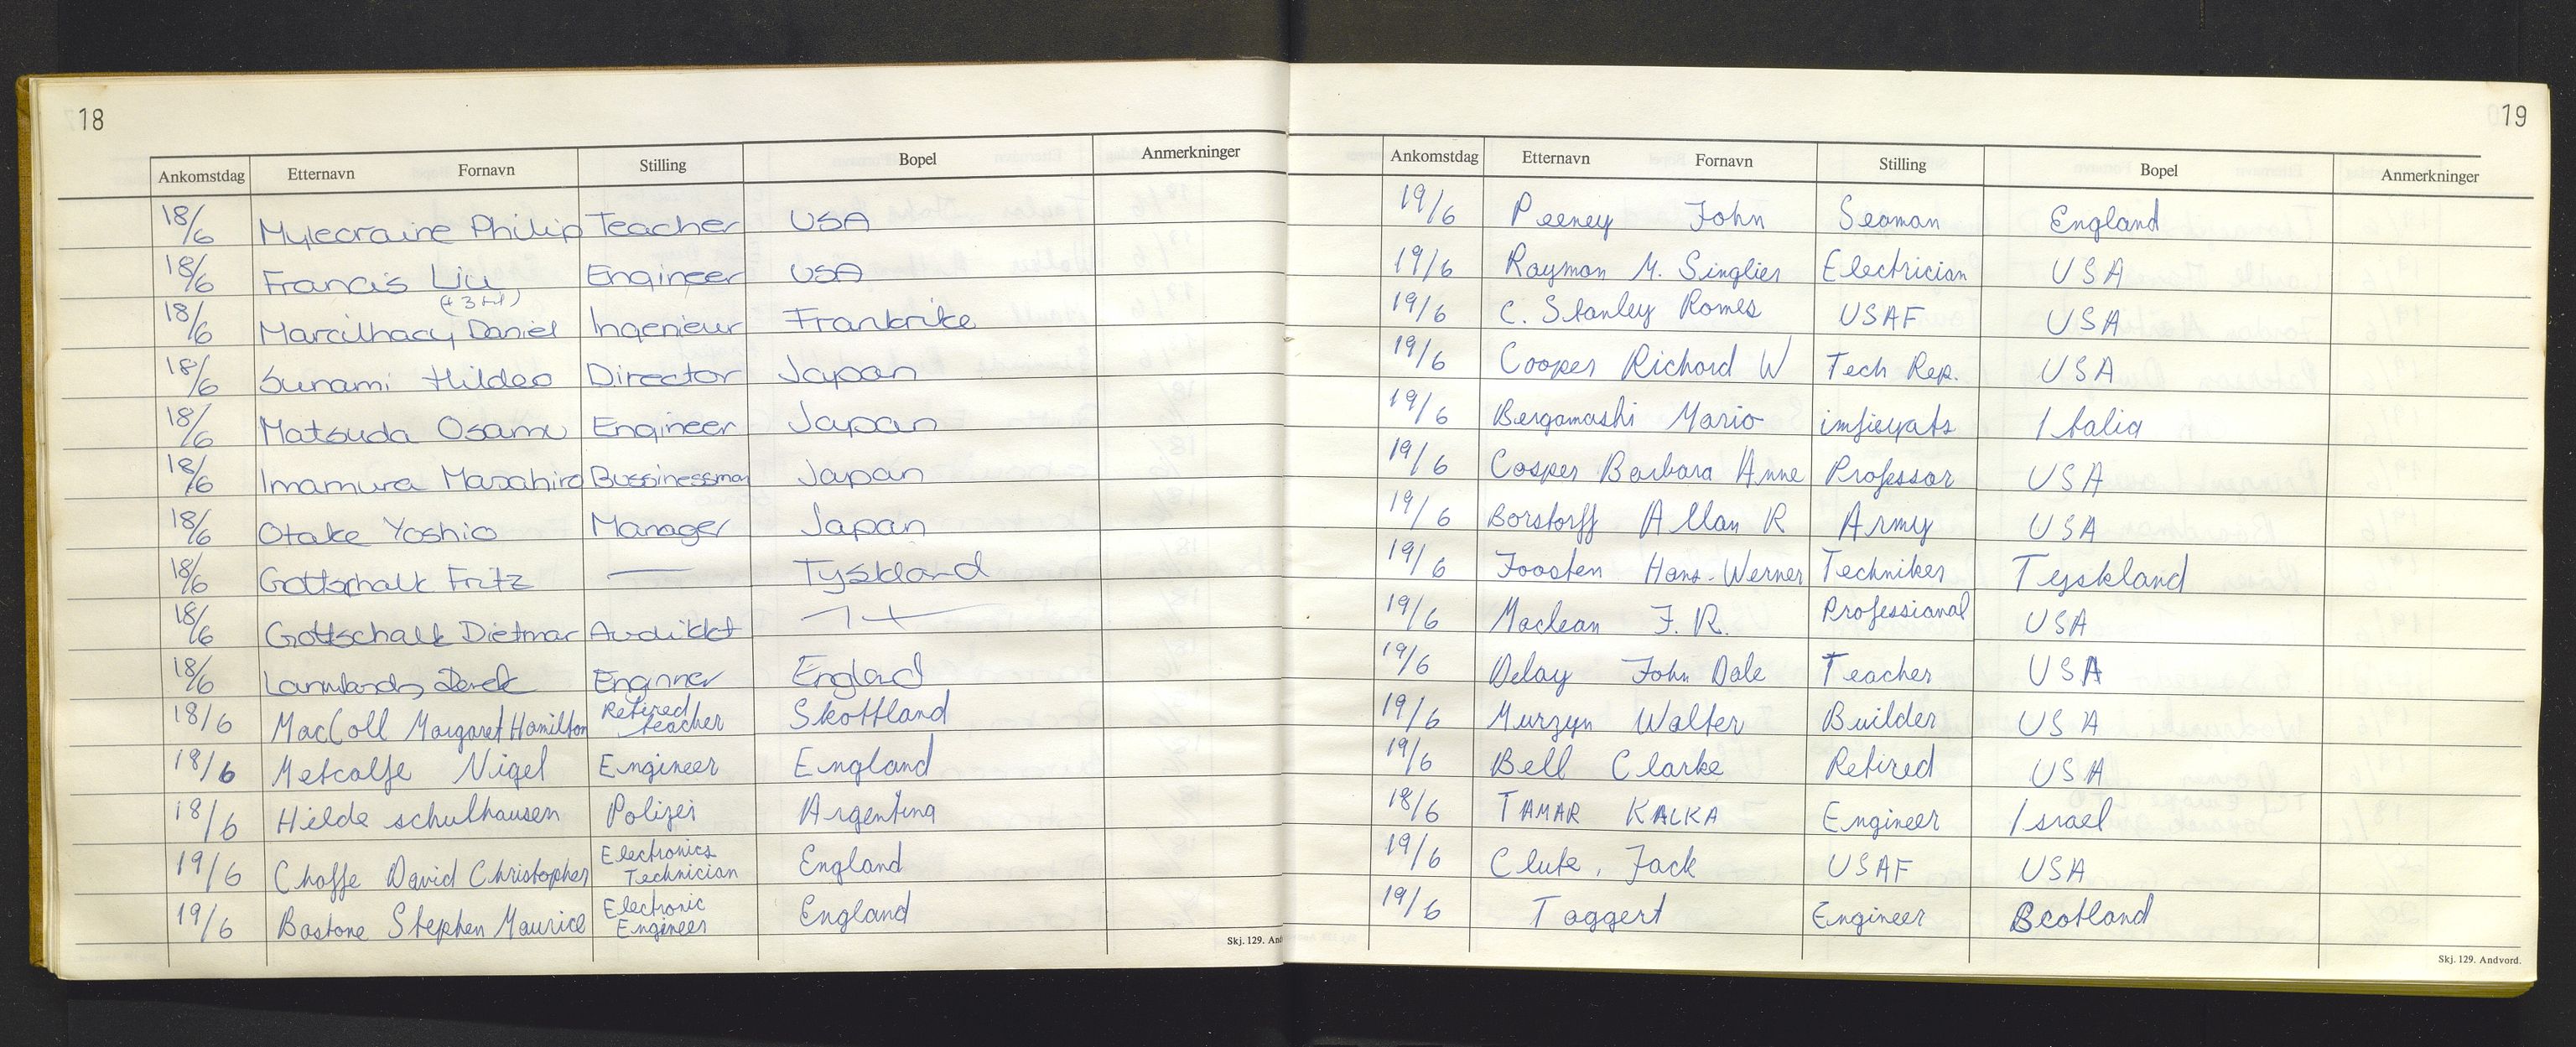 18
Ankomstdag Etternavn Fornavn Stilling Bopel Anmerkninger
18/6 Mylecraine Philip Teacher USA
18/6 Francis Liu Engineer USA
(+3 )
18/6 Marcilhacy Daniel Ingenieur Frankrike
18/6 Sunami Hideo Director Japan
18/6 Matsuda Osamu Engineer Japan
18/6 Imamura Masahiro Bussinessman Japan
18/6 Otake Yoshio Manager Japan
18/6 Gottschalk Fritz — Tyskland
18/6 Gottschalk Dietmar
18/6 Derek Enginner Englad
18/6 MacColl Margaret Hamilton Retired teacher Skottland
18/6 Metcalfe Nigel Engineer England
18/6 Hilde schulhausen Polizei Argentina
19/6 Choffe David Christopher Electronics Technician England
19/6 Bastone Stephen Maurice Electronic Engineer England
19
Ankomstdag Etternavn Fornavn Stilling Bopel Anmerkninger
19/6 Peeney John Seaman England
19/6 Raymon M. Singlier Electrician USA
19/6 C. Stanley Romes USAF USA
19/6 Cooper Richard W Tech Rep. USA
19/6 Bergamashi Mario Italia
19/6 Cosper Barbara Anne Professor USA
19/6 Borstorff Allan R Army USA
19/6 Joosten Hans-Werner Techniker Tyskland
19/6 Maclean J. R. Professional USA
19/6 Delay John Dale Teacher USA
19/6 Murzyn Walter Builder USA
19/6 Bell Clarke Retired USA
18/6 TAMAR KALKA Engineer Israel
19/6 Clute, Jack USAF USA
19/6 Taggert Engineer Scotland
Skj. 129. And
Skj. 129. Andvord.